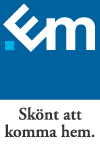 .Em
Skönt att
komma hem.